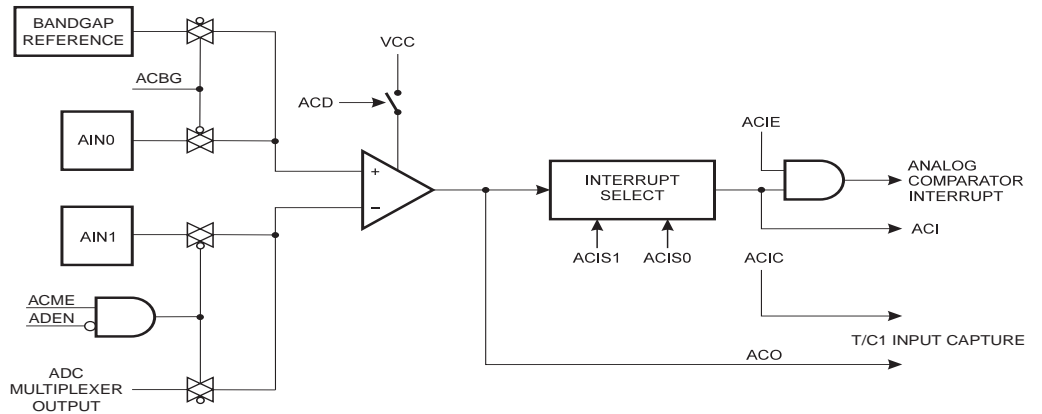 BANDGAP
REFERENCE
VCC
ACBG
ACD
AIN0
ACIE
+
−
INTERRUPT
SELECT
ANALOG
COMPARATOR
INTERRUPT
AIN1
ACI
ACIS1
ACIS0
ACIC
ACME
ADEN
T/C1 INPUT CAPTURE
ACO
ADC
MULTIPLEXER
OUTPUT